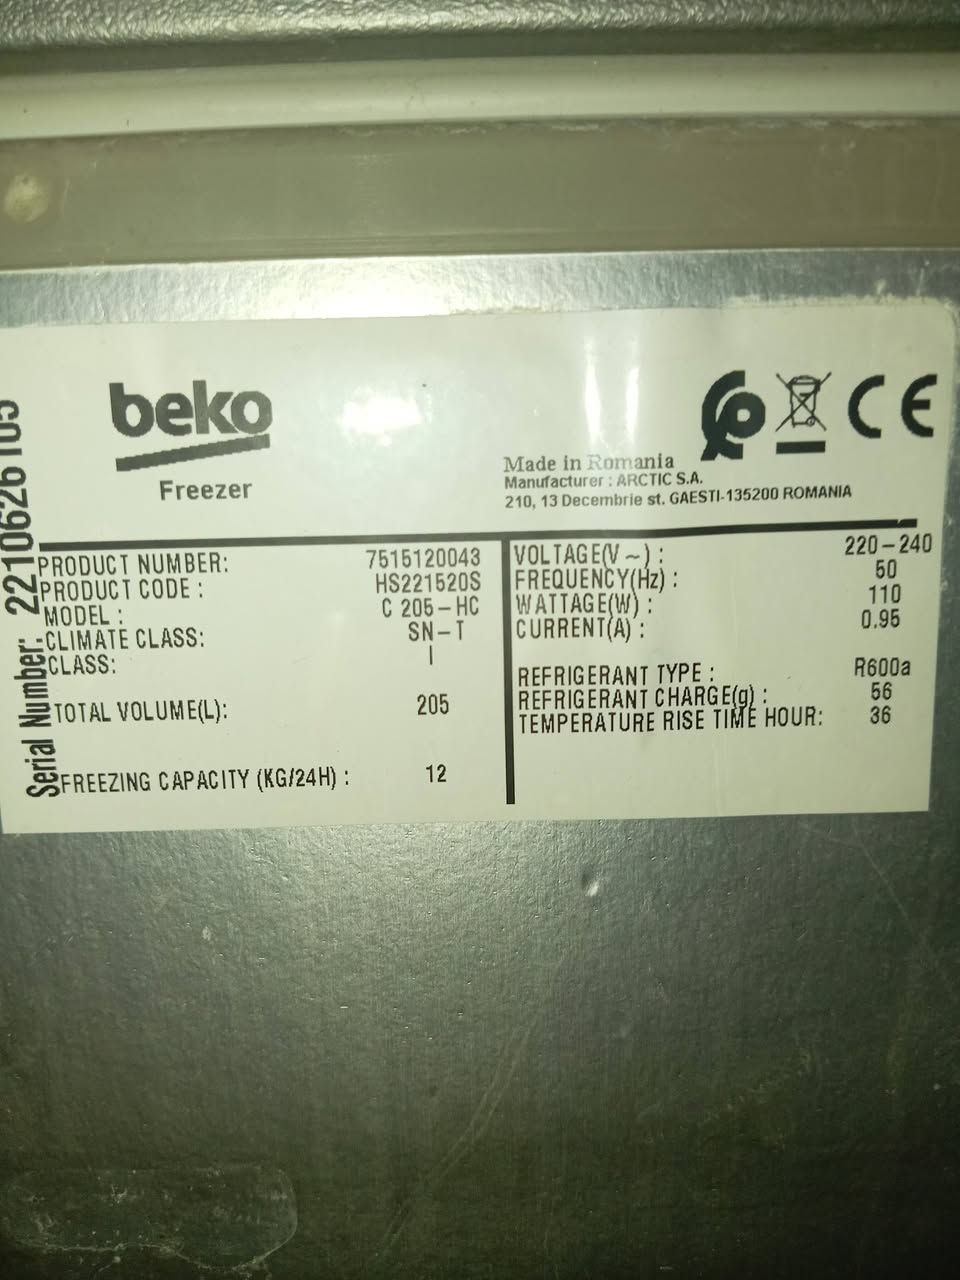 beko
Freezer
Made in Romania
Manufacturer : ARCTIC S.A.
210, 13 Decembrie st. GAESTI-135200 ROMANIA
CE
Serial Number: 2210626105
PRODUCT NUMBER: 7515120043
PRODUCT CODE : HS221520S
MODEL : C 205-HC
CLIMATE CLASS: SN-T
CLASS: I
TOTAL VOLUME(L): 205
FREEZING CAPACITY (KG/24H) : 12
VOLTAGE(V~) : 220-240
FREQUENCY(Hz) : 50
WATTAGE(W) : 110
CURRENT(A) : 0.95
REFRIGERANT TYPE : R600a
REFRIGERANT CHARGE(g) : 56
TEMPERATURE RISE TIME HOUR: 36